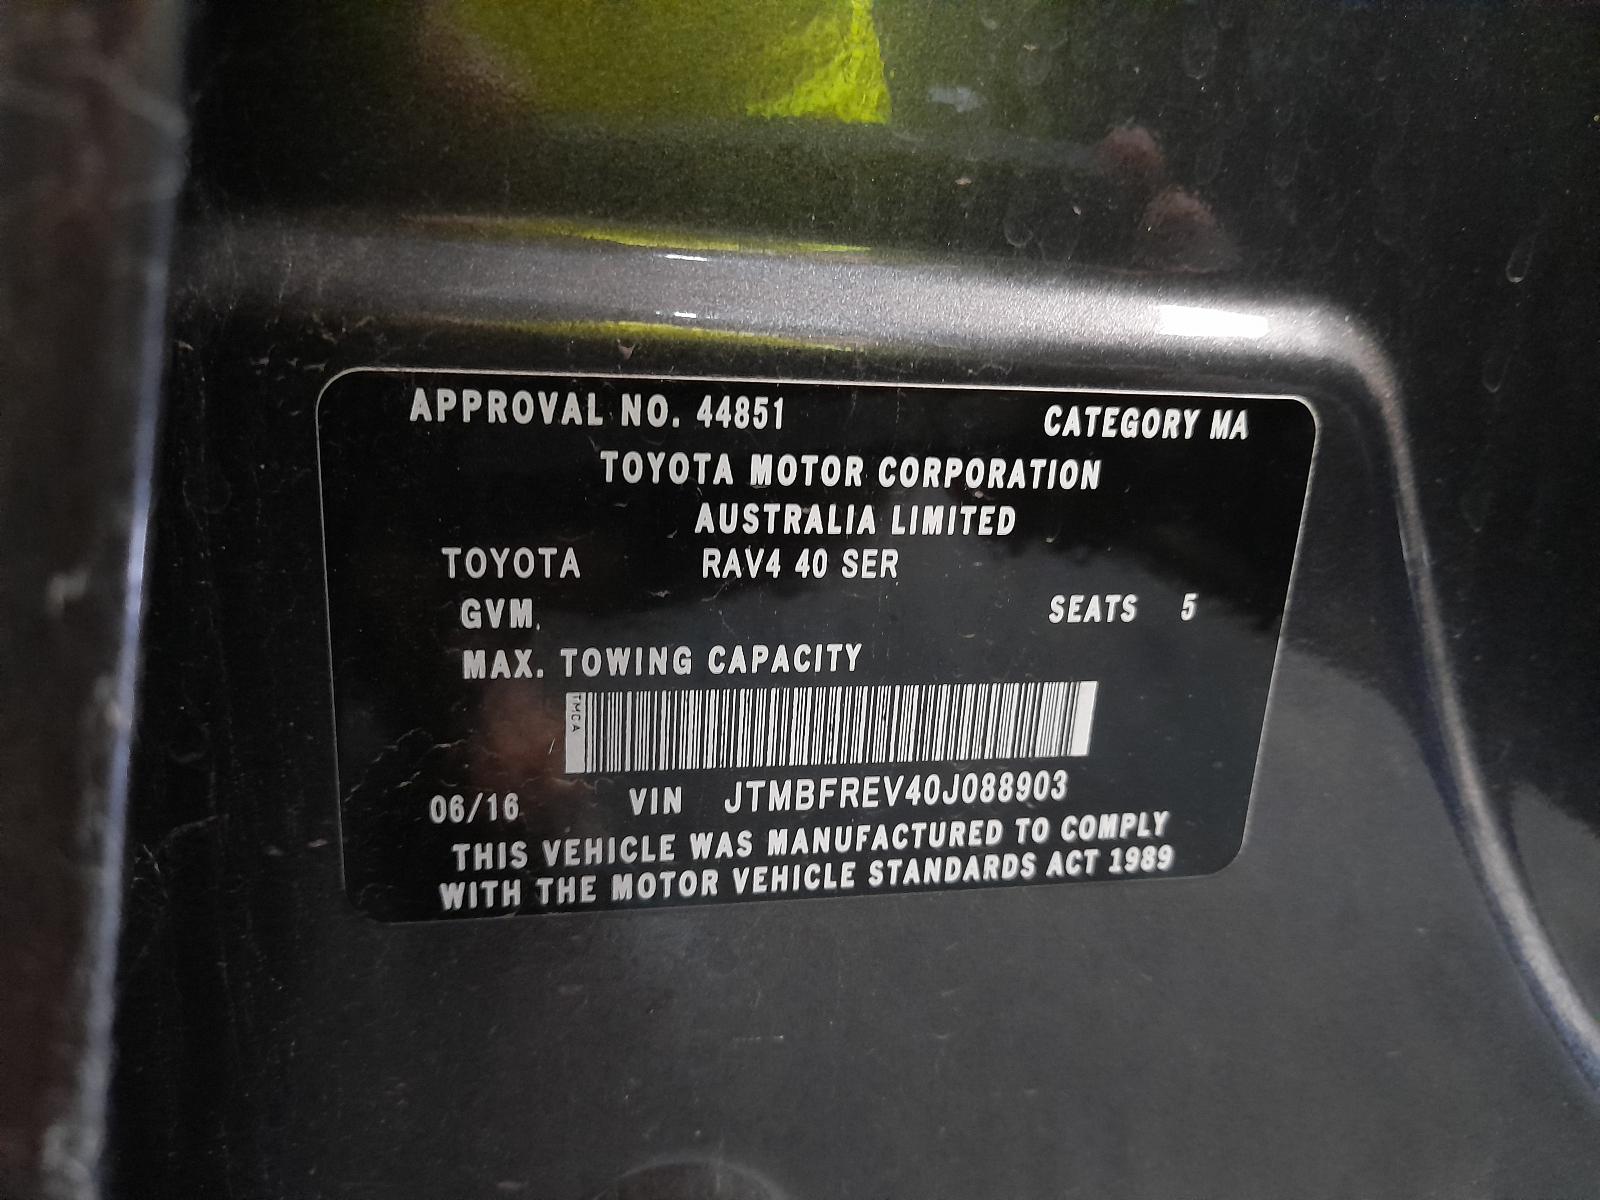 APPROVAL NO. 44851 CATEGORY MA
TOYOTA MOTOR CORPORATION
AUSTRALIA LIMITED
TOYOTA RAV4 40 SER
GVM. SEATS 5
MAX. TOWING CAPACITY
TMCA
06/16 VIN JTMBFREV40J088903
THIS VEHICLE WAS MANUFACTURED TO COMPLY
WITH THE MOTOR VEHICLE STANDARDS ACT 1989